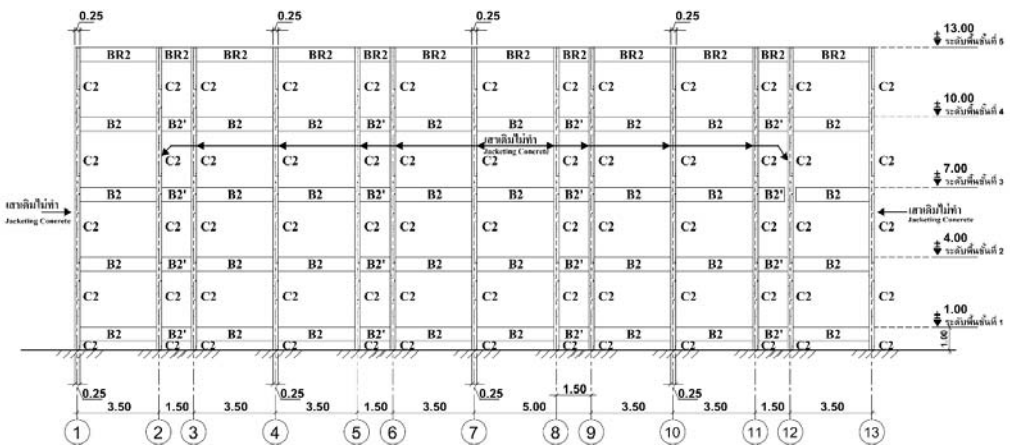 0.25 0.25 0.25 0.25
13.00
ระดับพื้นชั้นที่ 5
BR2 BR2 BR2 BR2 BR2 BR2 BR2 BR2 BR2 BR2 BR2 BR2
C2 C2 C2 C2 C2 C2 C2 C2 C2 C2 C2 C2 C2
10.00
ระดับพื้นชั้นที่ 4
B2 B2' B2 B2 B2' B2 B2 B2' B2 B2 B2' B2
เสาเดิมไม่ทำ
Jacketing Concrete
C2 C2 C2 C2 C2 C2 C2 C2 C2 C2 C2 C2 C2
7.00
ระดับพื้นชั้นที่ 3
B2 B2' B2 B2 B2' B2 B2 B2' B2 B2 B2' B2
เสาเดิมไม่ทำ
Jacketing Concrete
เสาเดิมไม่ทำ
Jacketing Concrete
C2 C2 C2 C2 C2 C2 C2 C2 C2 C2 C2 C2 C2
4.00
ระดับพื้นชั้นที่ 2
B2 B2' B2 B2 B2' B2 B2 B2' B2 B2 B2' B2
C2 C2 C2 C2 C2 C2 C2 C2 C2 C2 C2 C2 C2
1.00
ระดับพื้นชั้นที่ 1
B2 B2' B2 B2 B2' B2 B2 B2' B2 B2 B2' B2
1.00
C2 C2 C2 C2 C2 C2 C2 C2 C2 C2 C2 C2 C2
0.25 0.25 0.25 0.25
3.50 1.50 3.50 3.50 1.50 3.50 5.00 1.50 3.50 3.50 1.50 3.50
1 2 3 4 5 6 7 8 9 10 11 12 13